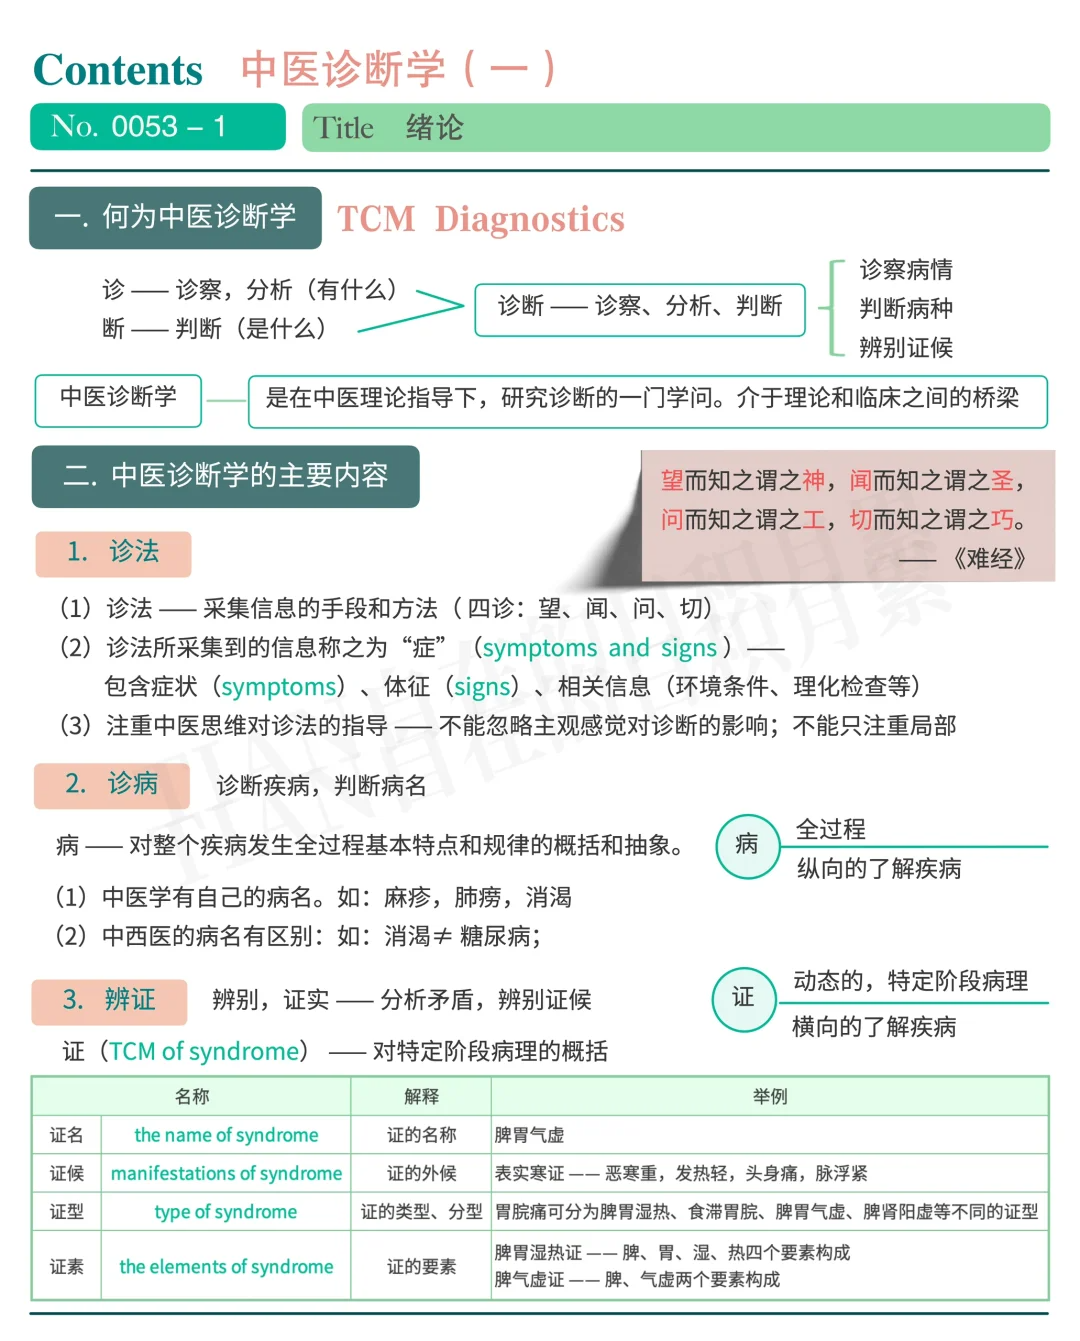 Contents 中医诊断学（一）
No. 0053 – 1 Title 绪论
一. 何为中医诊断学 TCM Diagnostics
诊 —— 诊察，分析（有什么）
断 —— 判断（是什么）
诊断 —— 诊察、分析、判断
诊察病情
判断病种
辨别证候
中医诊断学
是在中医理论指导下，研究诊断的一门学问。介于理论和临床之间的桥梁
二. 中医诊断学的主要内容
望而知之谓之神，闻而知之谓之圣，
问而知之谓之工，切而知之谓之巧。
—— 《难经》
1. 诊法
（1）诊法 —— 采集信息的手段和方法（ 四诊：望、闻、问、切）
（2）诊法所采集到的信息称之为“症”（symptoms and signs ）——
包含症状（symptoms）、体征（signs）、相关信息（环境条件、理化检查等）
（3）注重中医思维对诊法的指导 —— 不能忽略主观感觉对诊断的影响；不能只注重局部
2. 诊病 诊断疾病，判断病名
病 —— 对整个疾病发生全过程基本特点和规律的概括和抽象。
病
全过程
纵向的了解疾病
（1）中医学有自己的病名。如：麻疹，肺痨，消渴
（2）中西医的病名有区别：如：消渴≠ 糖尿病；
3. 辨证 辨别，证实 —— 分析矛盾，辨别证候
证
动态的，特定阶段病理
横向的了解疾病
证（TCM of syndrome） —— 对特定阶段病理的概括
名称 解释 举例
证名 the name of syndrome 证的名称 脾胃气虚
证候 manifestations of syndrome 证的外候 表实寒证 —— 恶寒重，发热轻，头身痛，脉浮紧
证型 type of syndrome 证的类型、分型 胃脘痛可分为脾胃湿热、食滞胃脘、脾胃气虚、脾肾阳虚等不同的证型
证素 the elements of syndrome 证的要素 脾胃湿热证 —— 脾、胃、湿、热四个要素构成
脾气虚证 —— 脾、气虚两个要素构成